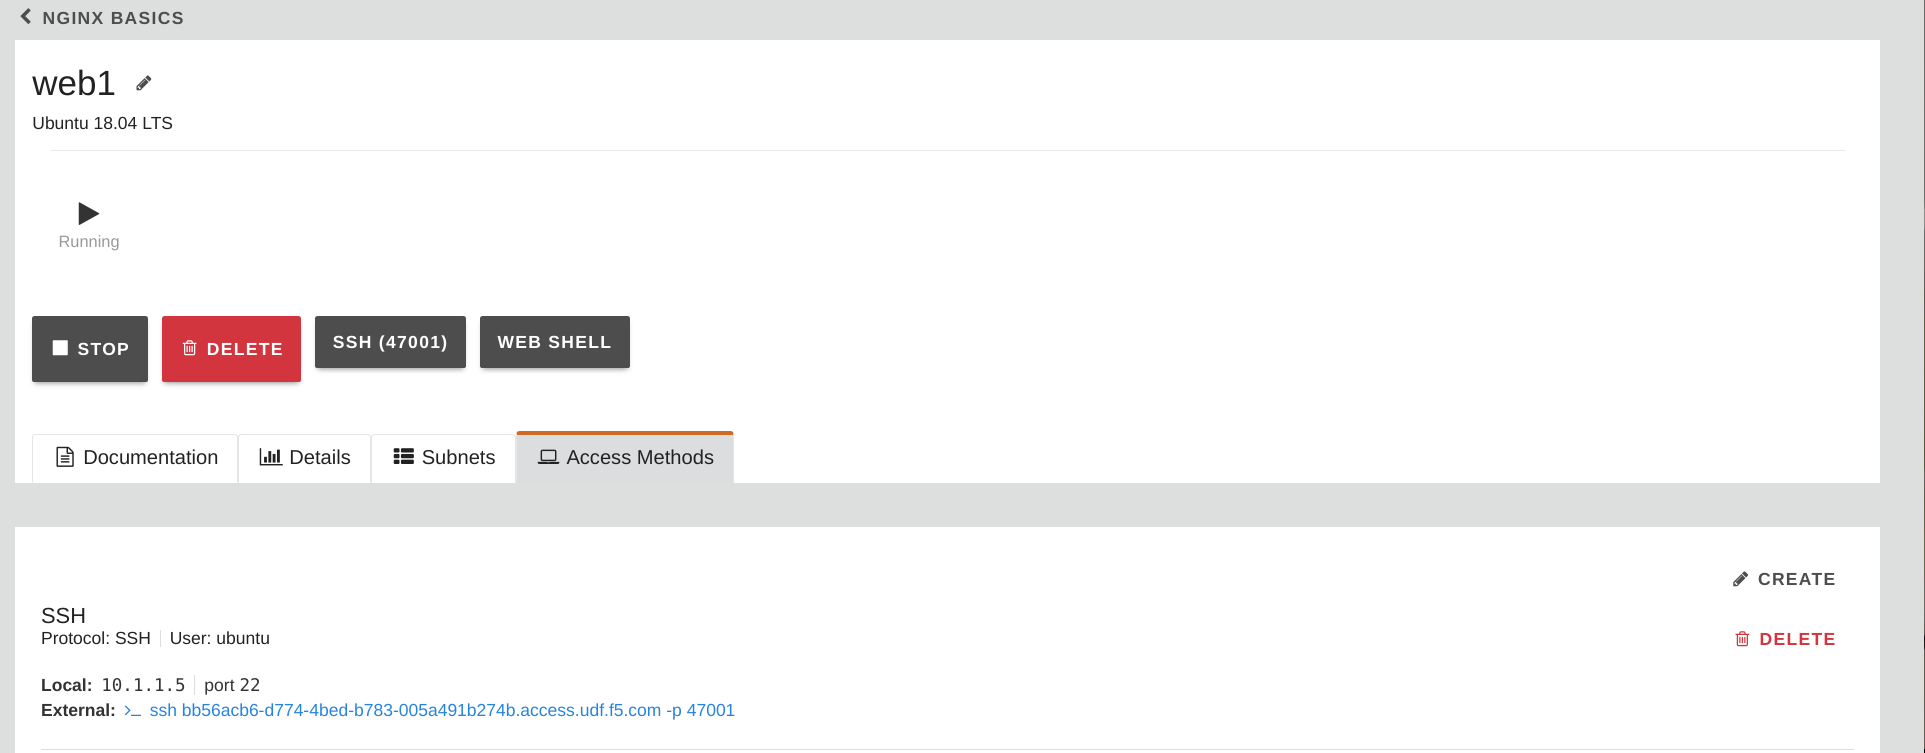 NGINX BASICS
web1
Ubuntu 18.04 LTS
Running
STOP
DELETE
SSH (47001)
WEB SHELL
Documentation
Details
Subnets
Access Methods
CREATE
SSH
Protocol: SSH User: ubuntu
DELETE
Local: 10.1.1.5 port 22
External: >_ ssh bb56acb6-d774-4bed-b783-005a491b274b.access.udf.f5.com -p 47001